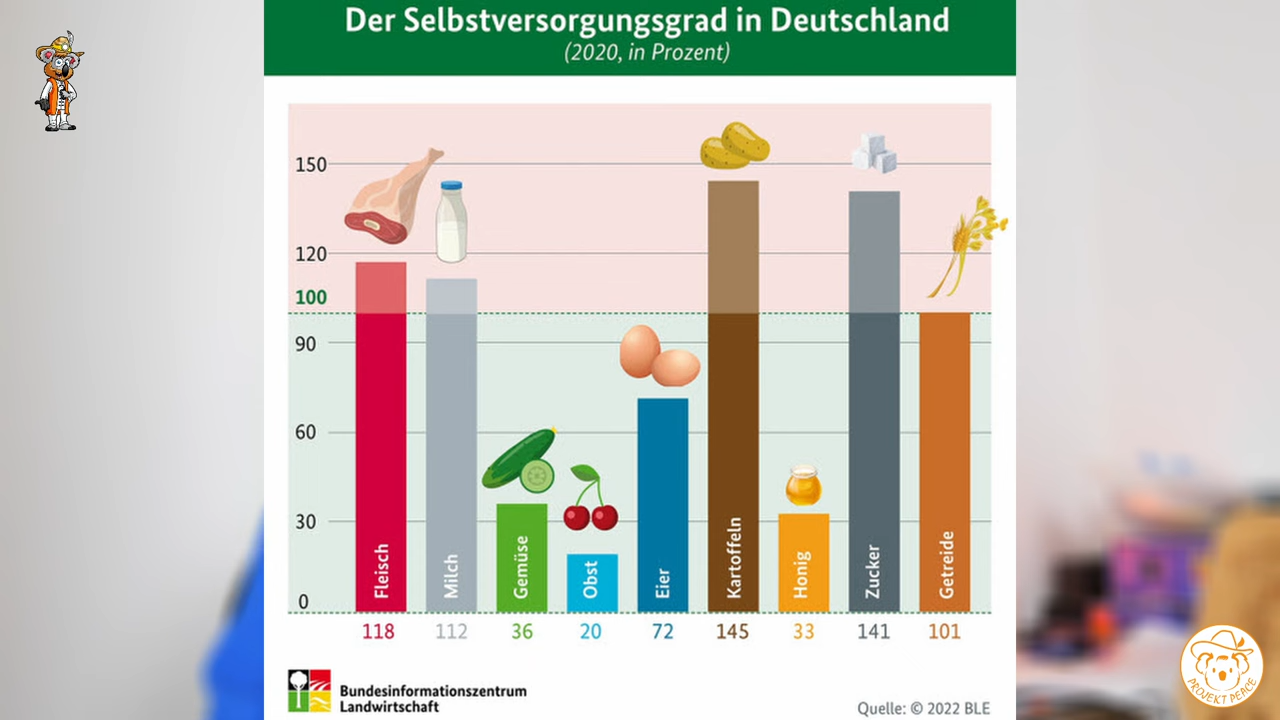 Der Selbstversorgungsgrad in Deutschland
(2020, in Prozent)
150
120
100
90
60
30
0
Fleisch
Milch
Gemüse
Obst
Eier
Kartoffeln
Honig
Zucker
Getreide
118
112
36
20
72
145
33
141
101
Bundesinformationszentrum
Landwirtschaft
Quelle: © 2022 BLE
PROJEKT PEACE